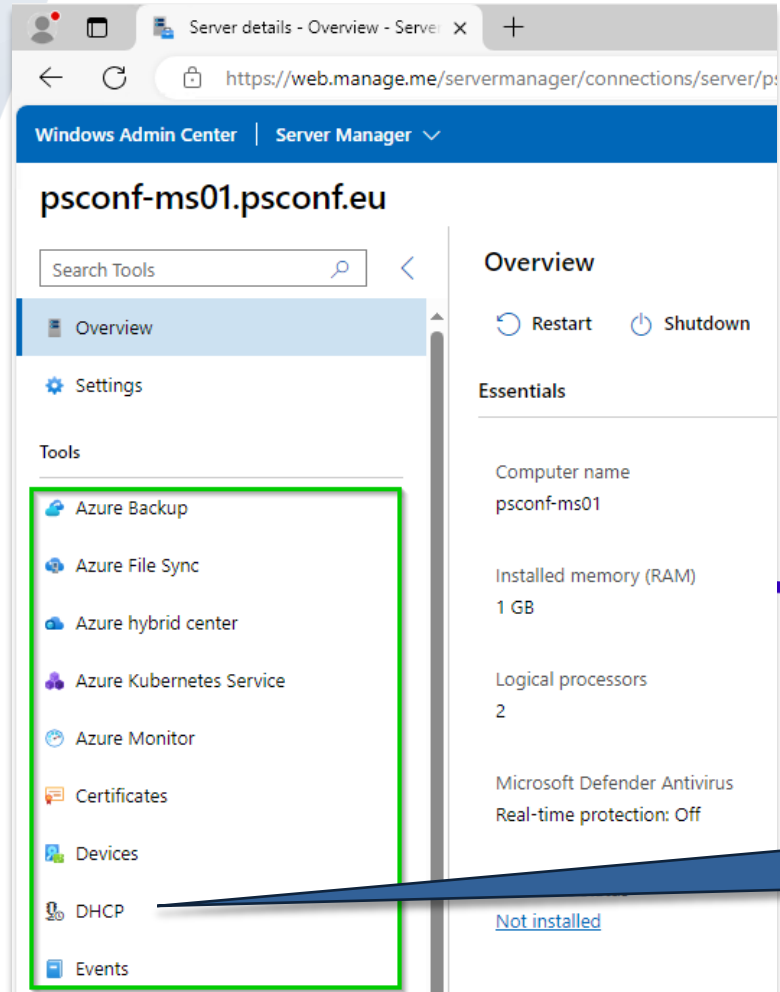 Server details - Overview - Server
https://web.manage.me/servermanager/connections/server/ps
Windows Admin Center | Server Manager
psconf-ms01.psconf.eu
Search Tools
Overview
Settings
Tools
Azure Backup
Azure File Sync
Azure hybrid center
Azure Kubernetes Service
Azure Monitor
Certificates
Devices
DHCP
Events
Overview
Restart
Shutdown
Essentials
Computer name
psconf-ms01
Installed memory (RAM)
1 GB
Logical processors
2
Microsoft Defender Antivirus
Real-time protection: Off
Not installed